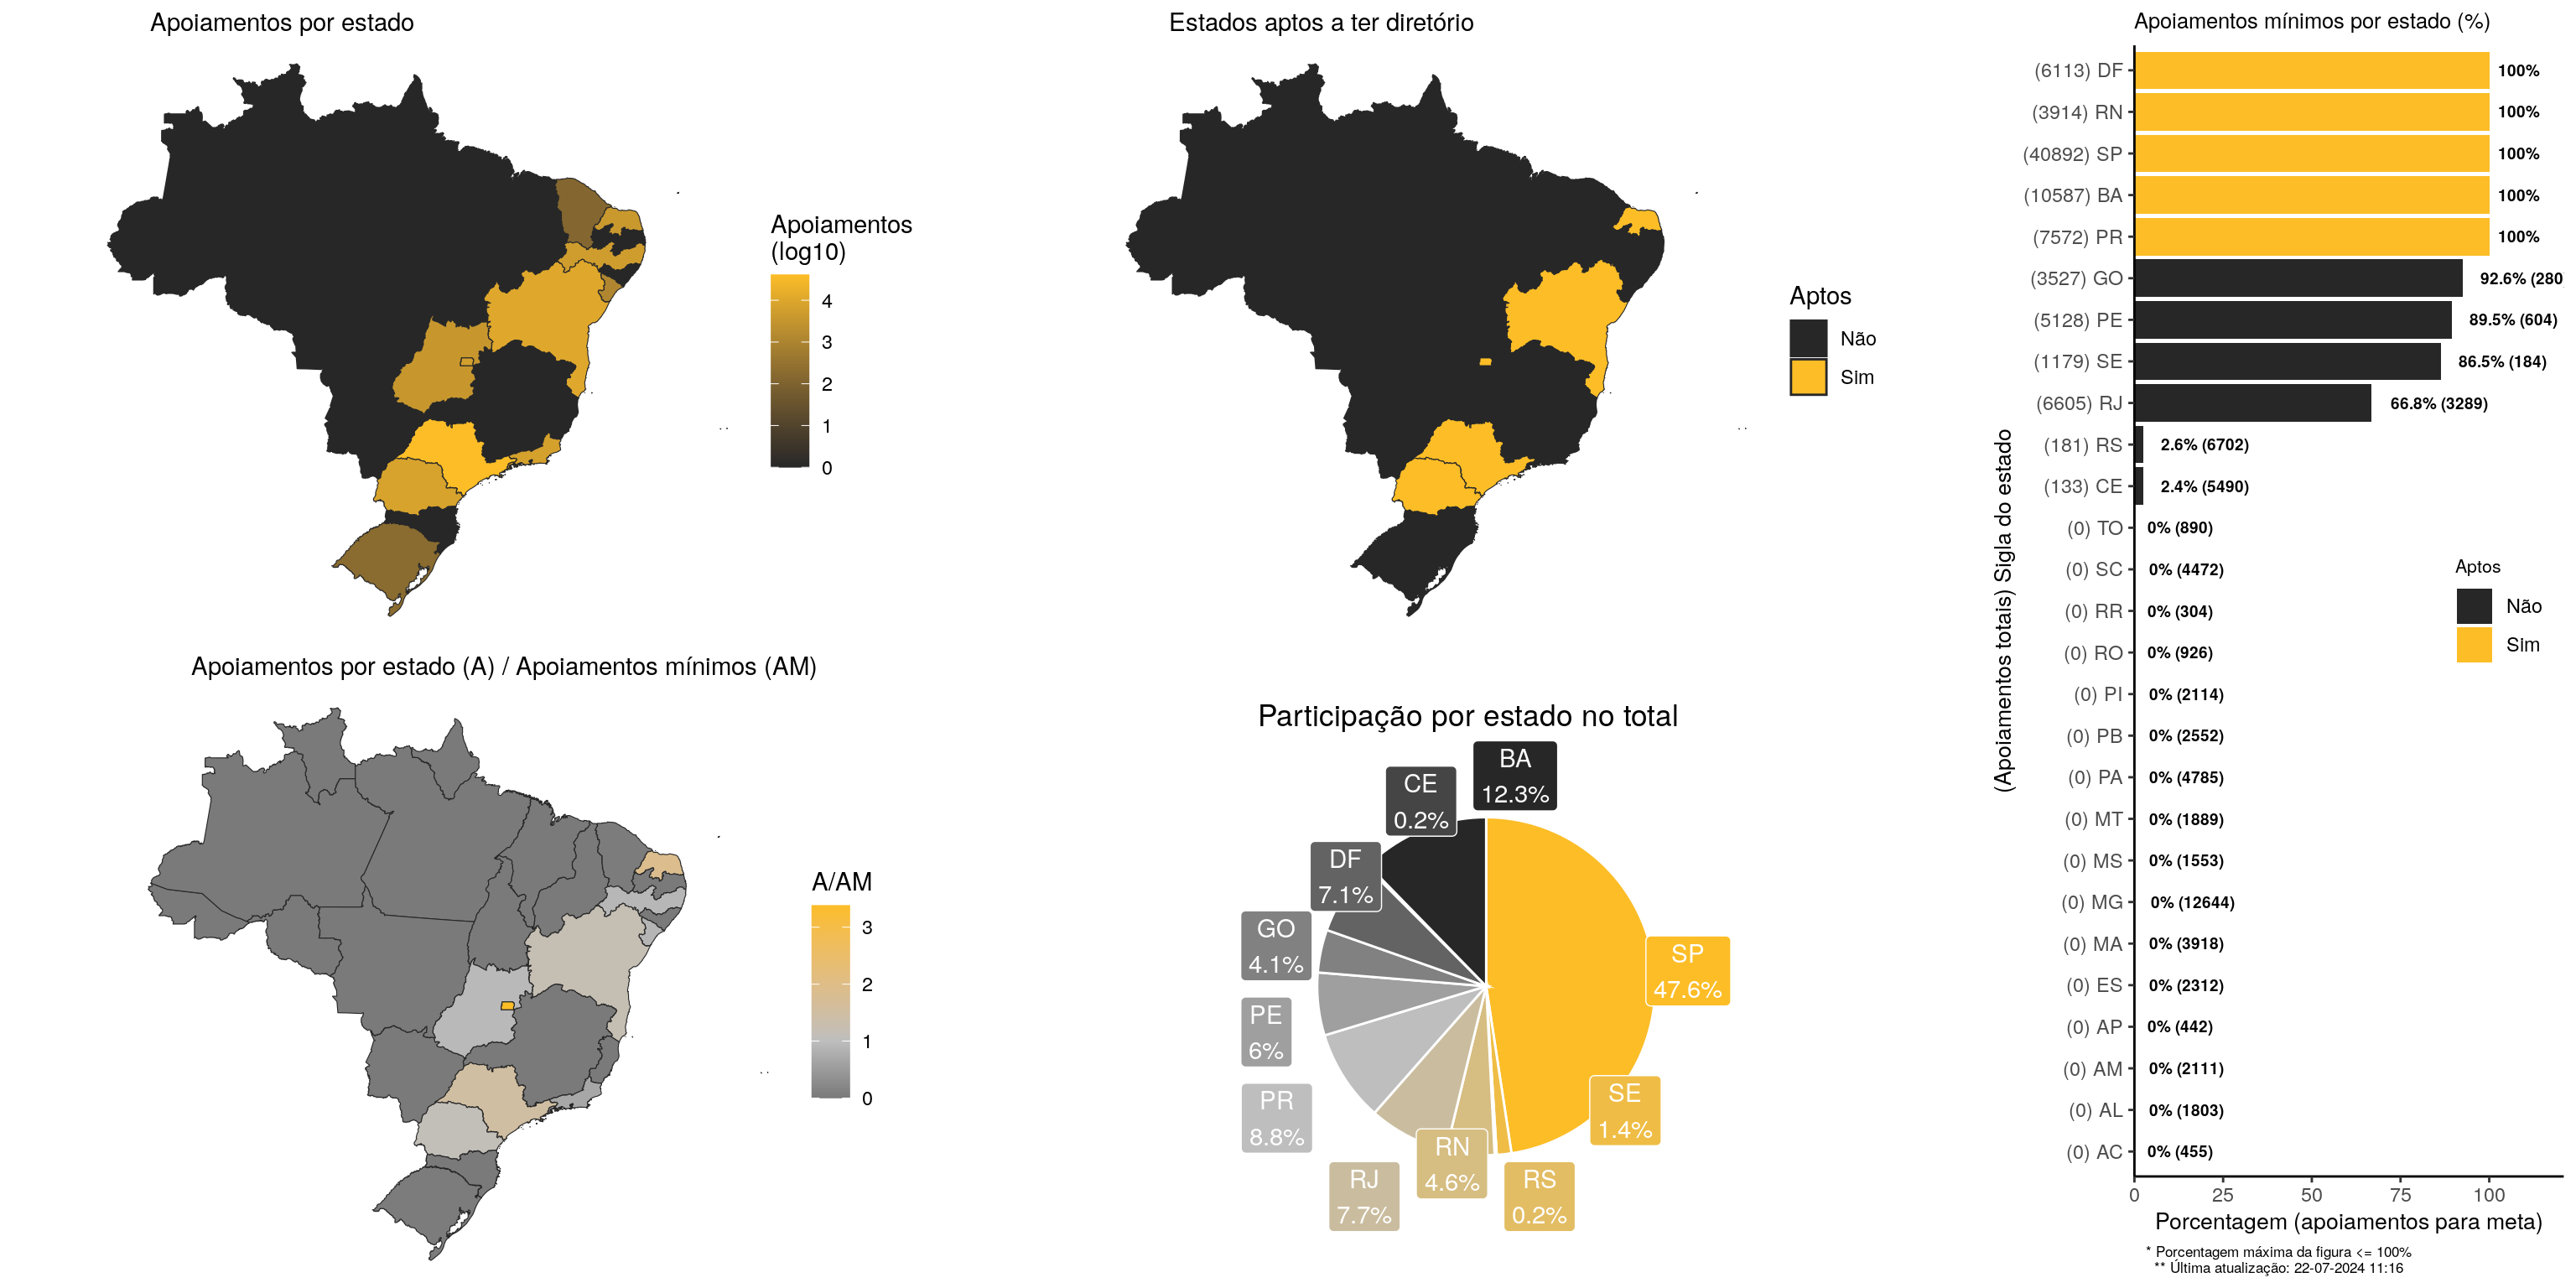 Apoiamentos por estado
Apoiamentos
(log10)
4
3
2
1
0
Estados aptos a ter diretório
Aptos
Não
Sim
Apoiamentos por estado (A) / Apoiamentos mínimos (AM)
A/AM
3
2
1
0
Participação por estado no total
BA
12.3%
CE
0.2%
DF
7.1%
GO
4.1%
PE
6%
PR
8.8%
RJ
7.7%
RN
4.6%
RS
0.2%
SE
1.4%
SP
47.6%
Apoiamentos mínimos por estado (%)
(Apoiamentos totais) Sigla do estado
(6113) DF 100%
(3914) RN 100%
(40892) SP 100%
(10587) BA 100%
(7572) PR 100%
(3527) GO 92.6% (280
(5128) PE 89.5% (604)
(1179) SE 86.5% (184)
(6605) RJ 66.8% (3289)
(181) RS 2.6% (6702)
(133) CE 2.4% (5490)
(0) TO 0% (890)
(0) SC 0% (4472)
(0) RR 0% (304)
(0) RO 0% (926)
(0) PI 0% (2114)
(0) PB 0% (2552)
(0) PA 0% (4785)
(0) MT 0% (1889)
(0) MS 0% (1553)
(0) MG 0% (12644)
(0) MA 0% (3918)
(0) ES 0% (2312)
(0) AP 0% (442)
(0) AM 0% (2111)
(0) AL 0% (1803)
(0) AC 0% (455)
Aptos
Não
Sim
0 25 50 75 100
Porcentagem (apoiamentos para meta)
* Porcentagem máxima da figura <= 100%
** Última atualização: 22-07-2024 11:16